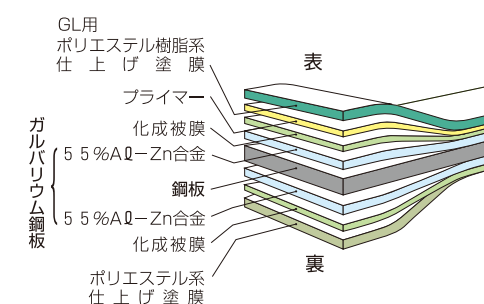 GL用
ポリエステル樹脂系
仕上げ塗膜
表
プライマー
化成被膜
55%Aℓ−Zn合金
鋼板
ガルバリウム鋼板
55%Aℓ−Zn合金
化成被膜
裏
ポリエステル系
仕上げ塗膜